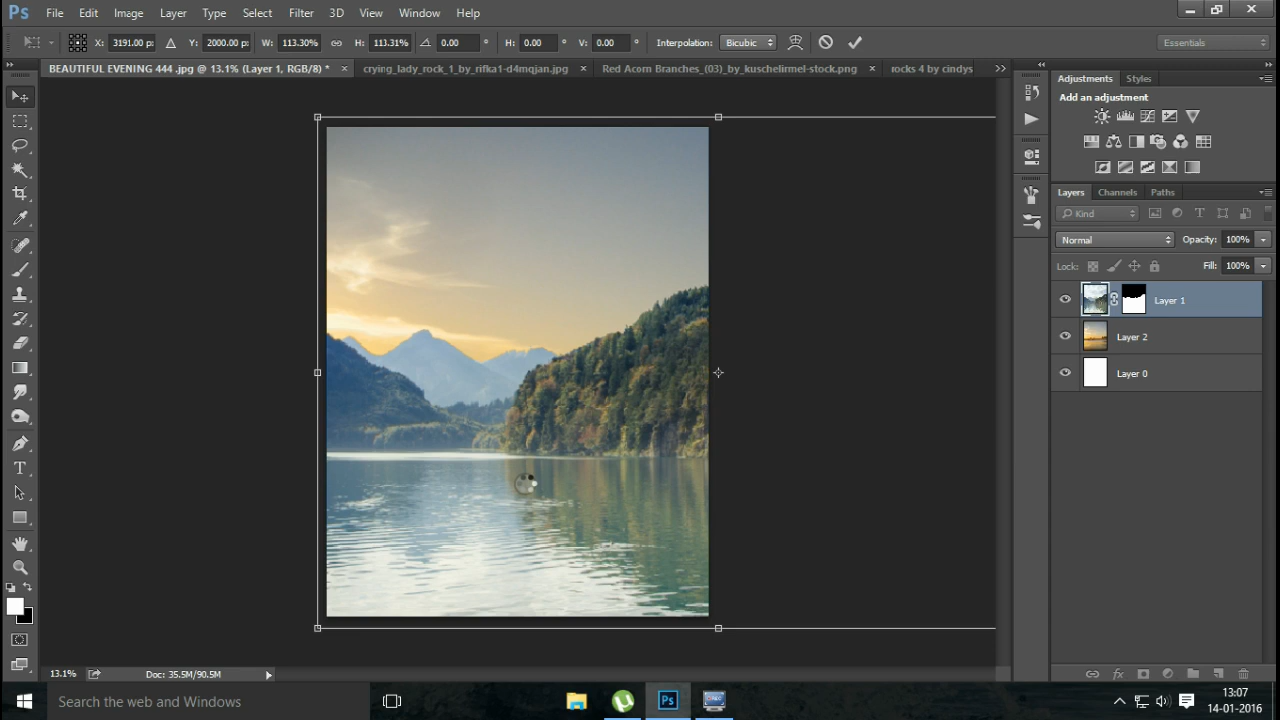 Ps File Edit Image Layer Type Select Filter 3D View Window Help
X: 3191.00 px Y: 2000.00 px W: 113.30% H: 113.31% 0.00 ° H: 0.00 ° V: 0.00 ° Interpolation: Bicubic Essentials
BEAUTIFUL EVENING 444 .jpg @ 13.1% (Layer 1, RGB/8) * × crying_lady_rock_1_by_rifka1-d4mqjan.jpg × Red Acorn Branches_(03)_by_kuschelirmel-stock.png × rocks 4 by cindys
Adjustments Styles
Add an adjustment
Layers Channels Paths
Kind
Normal Opacity: 100%
Lock: Fill: 100%
Layer 1
Layer 2
Layer 0
13.1% Doc: 35.5M/90.5M
Search the web and Windows
Ps
13:07
14-01-2016